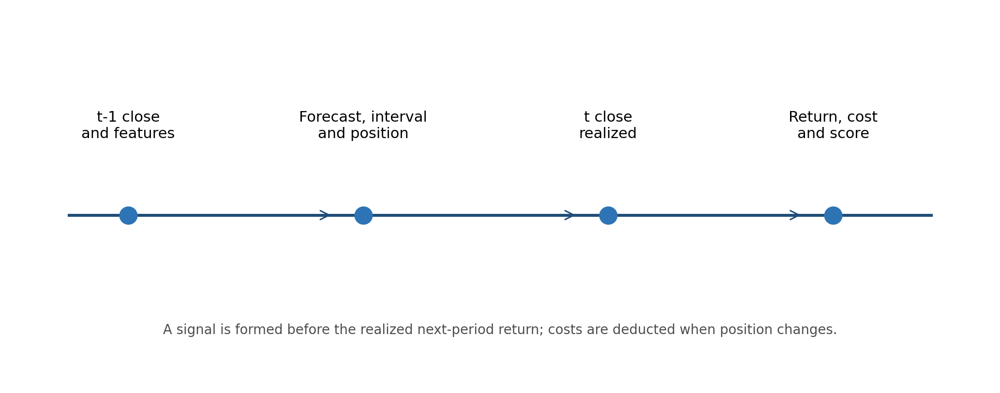 t-1 close
and features
Forecast, interval
and position
t close
realized
Return, cost
and score
A signal is formed before the realized next-period return; costs are deducted when position changes.